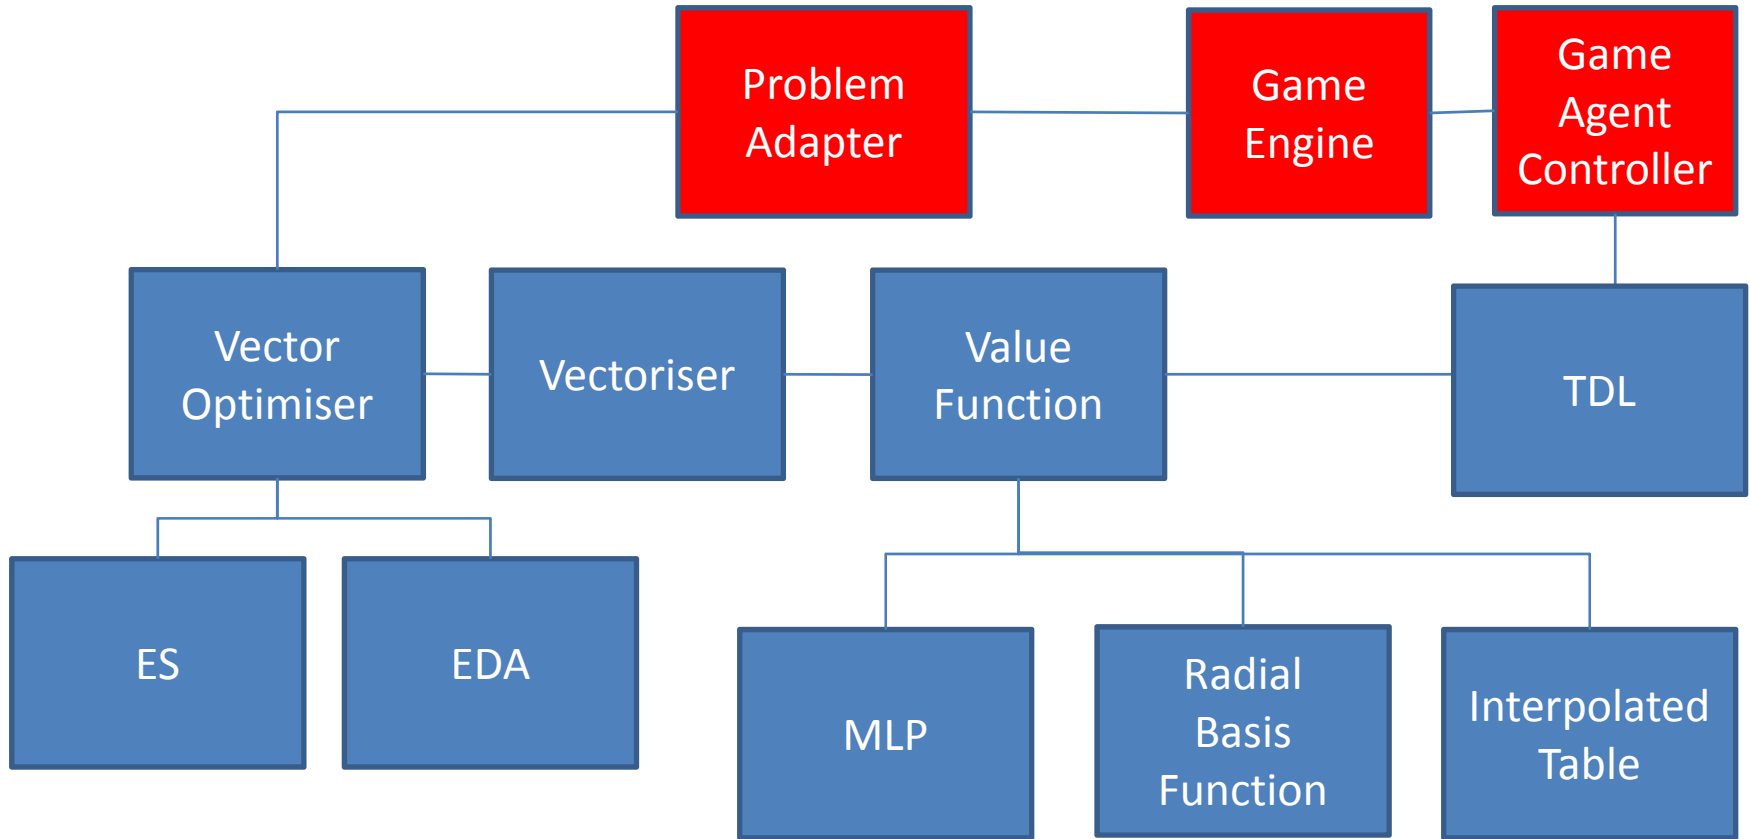 Problem
Adapter
Game
Engine
Game
Agent
Controller
Vector
Optimiser
Vectoriser
Value
Function
TDL
ES
EDA
MLP
Radial
Basis
Function
Interpolated
Table